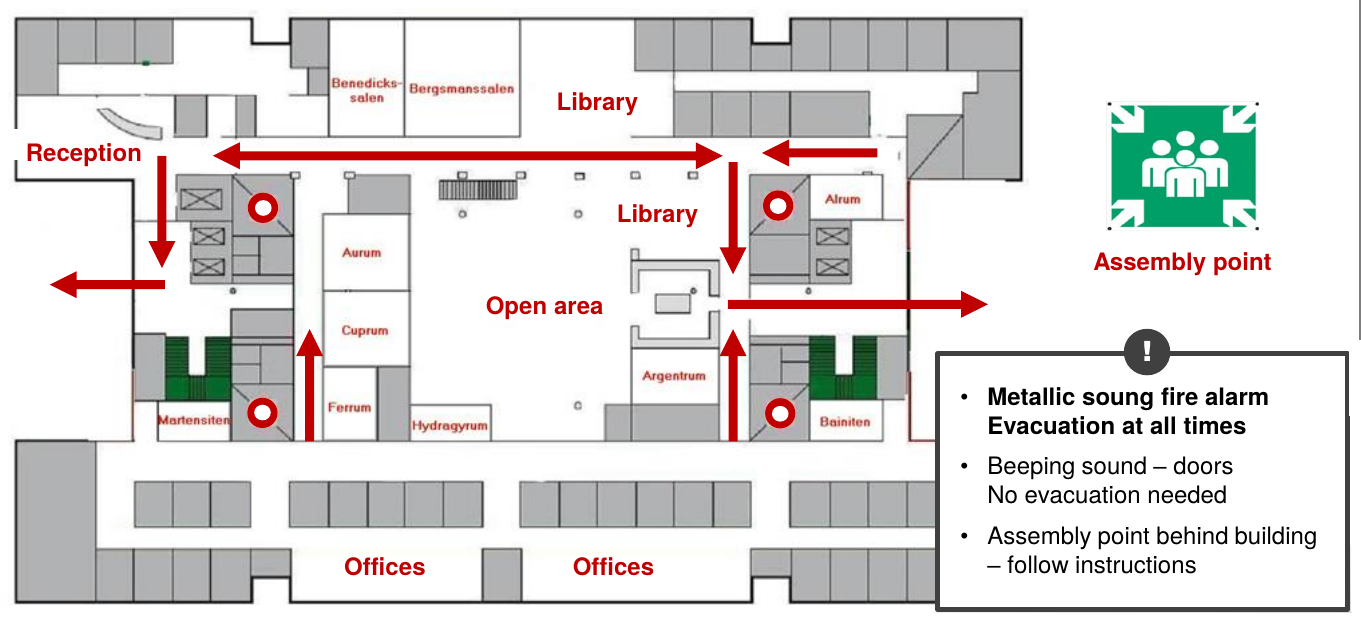 Benedicks-
salen
Bergsmanssalen
Library
Reception
Library
Alrum
Aurum
Assembly point
Open area
Cuprum
!
Argentrum
Ferrum
Martensiten
Hydragyrum
Bainiten
• Metallic soung fire alarm
Evacuation at all times
• Beeping sound – doors
No evacuation needed
• Assembly point behind building
– follow instructions
Offices
Offices